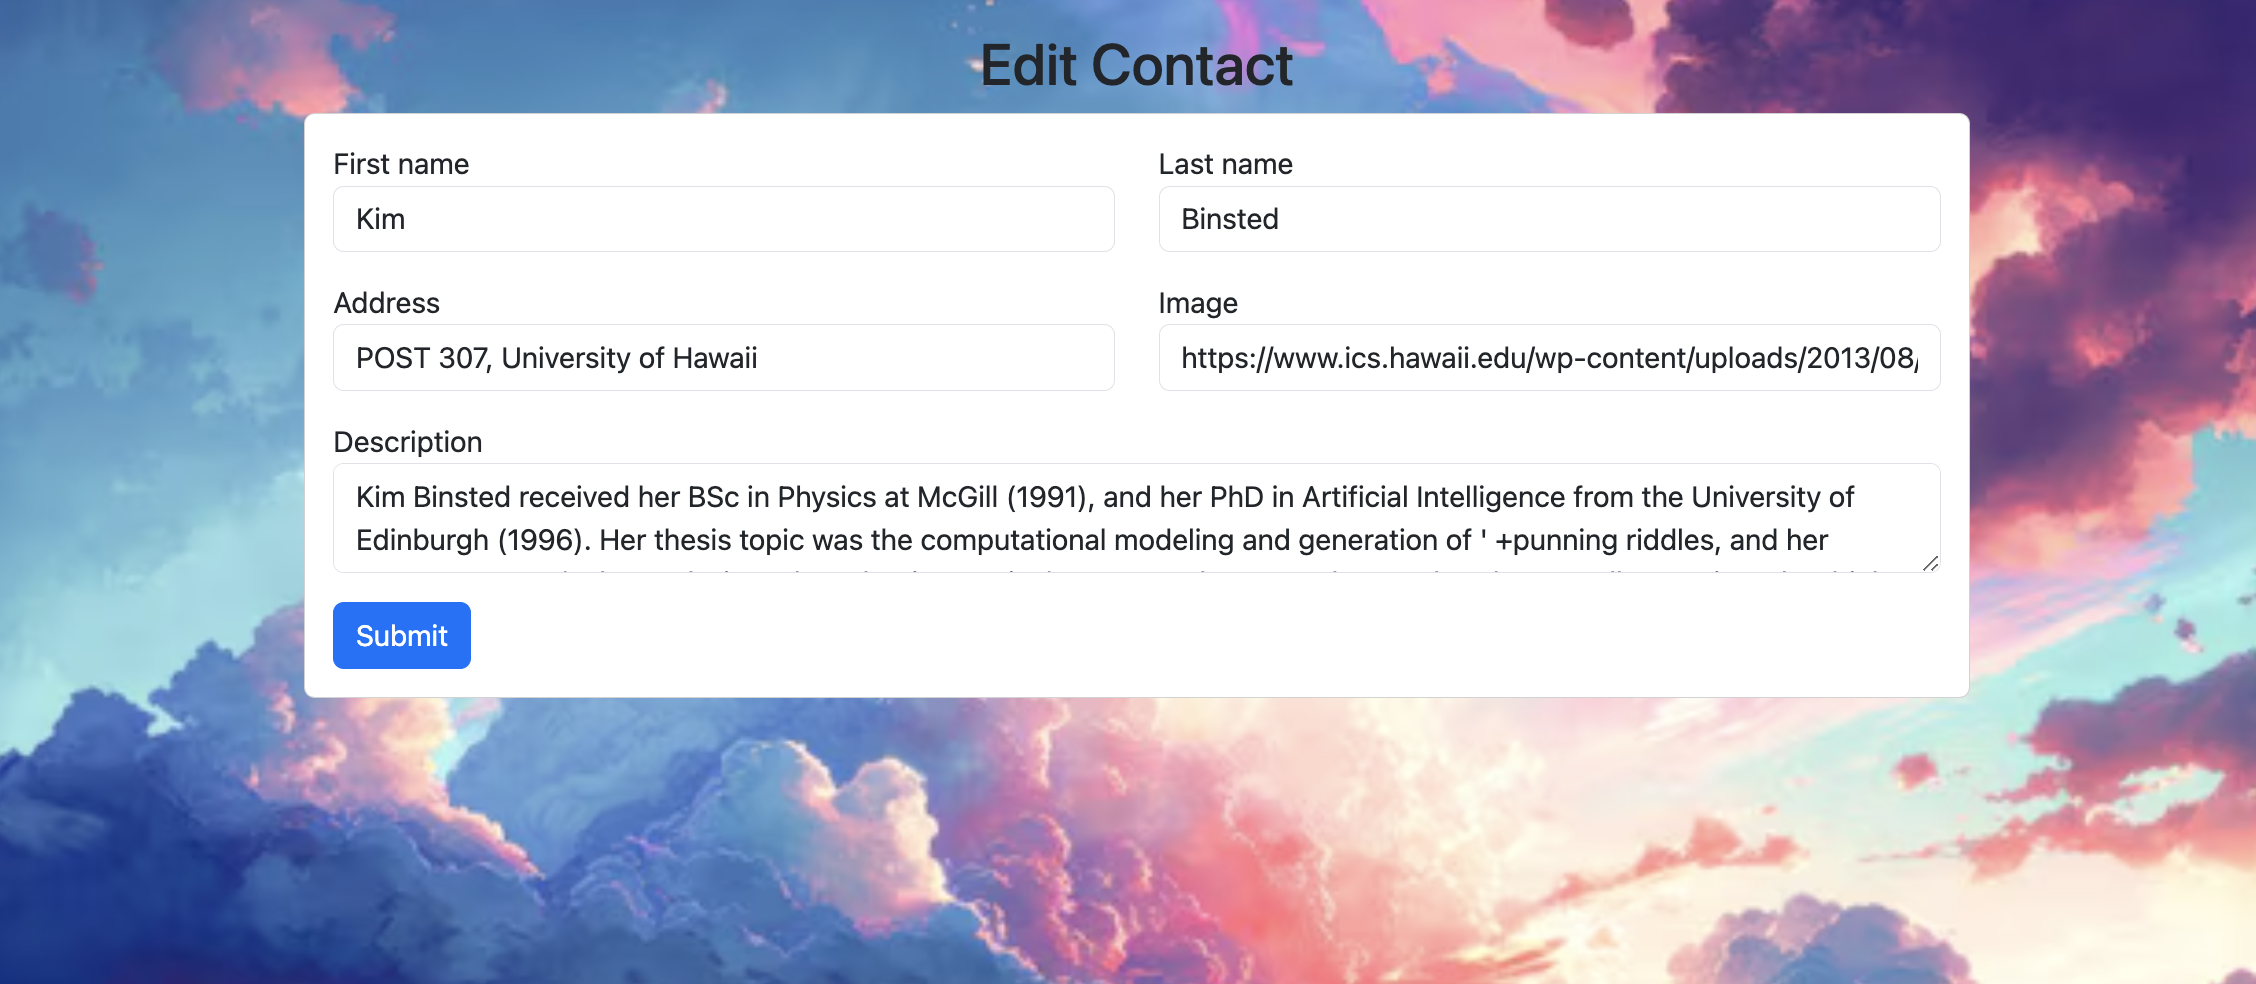 Edit Contact
First name
Last name
Kim
Binsted
Address
Image
POST 307, University of Hawaii
https://www.ics.hawaii.edu/wp-content/uploads/2013/08/
Description
Kim Binsted received her BSc in Physics at McGill (1991), and her PhD in Artificial Intelligence from the University of
Edinburgh (1996). Her thesis topic was the computational modeling and generation of ' +punning riddles, and her
Submit